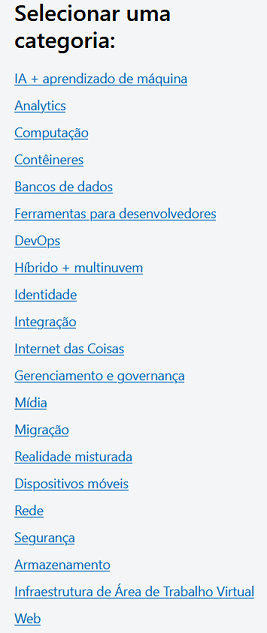 Selecionar uma
categoria:
IA + aprendizado de máquina
Analytics
Computação
Contêineres
Bancos de dados
Ferramentas para desenvolvedores
DevOps
Híbrido + multinuvem
Identidade
Integração
Internet das Coisas
Gerenciamento e governança
Mídia
Migração
Realidade misturada
Dispositivos móveis
Rede
Segurança
Armazenamento
Infraestrutura de Área de Trabalho Virtual
Web